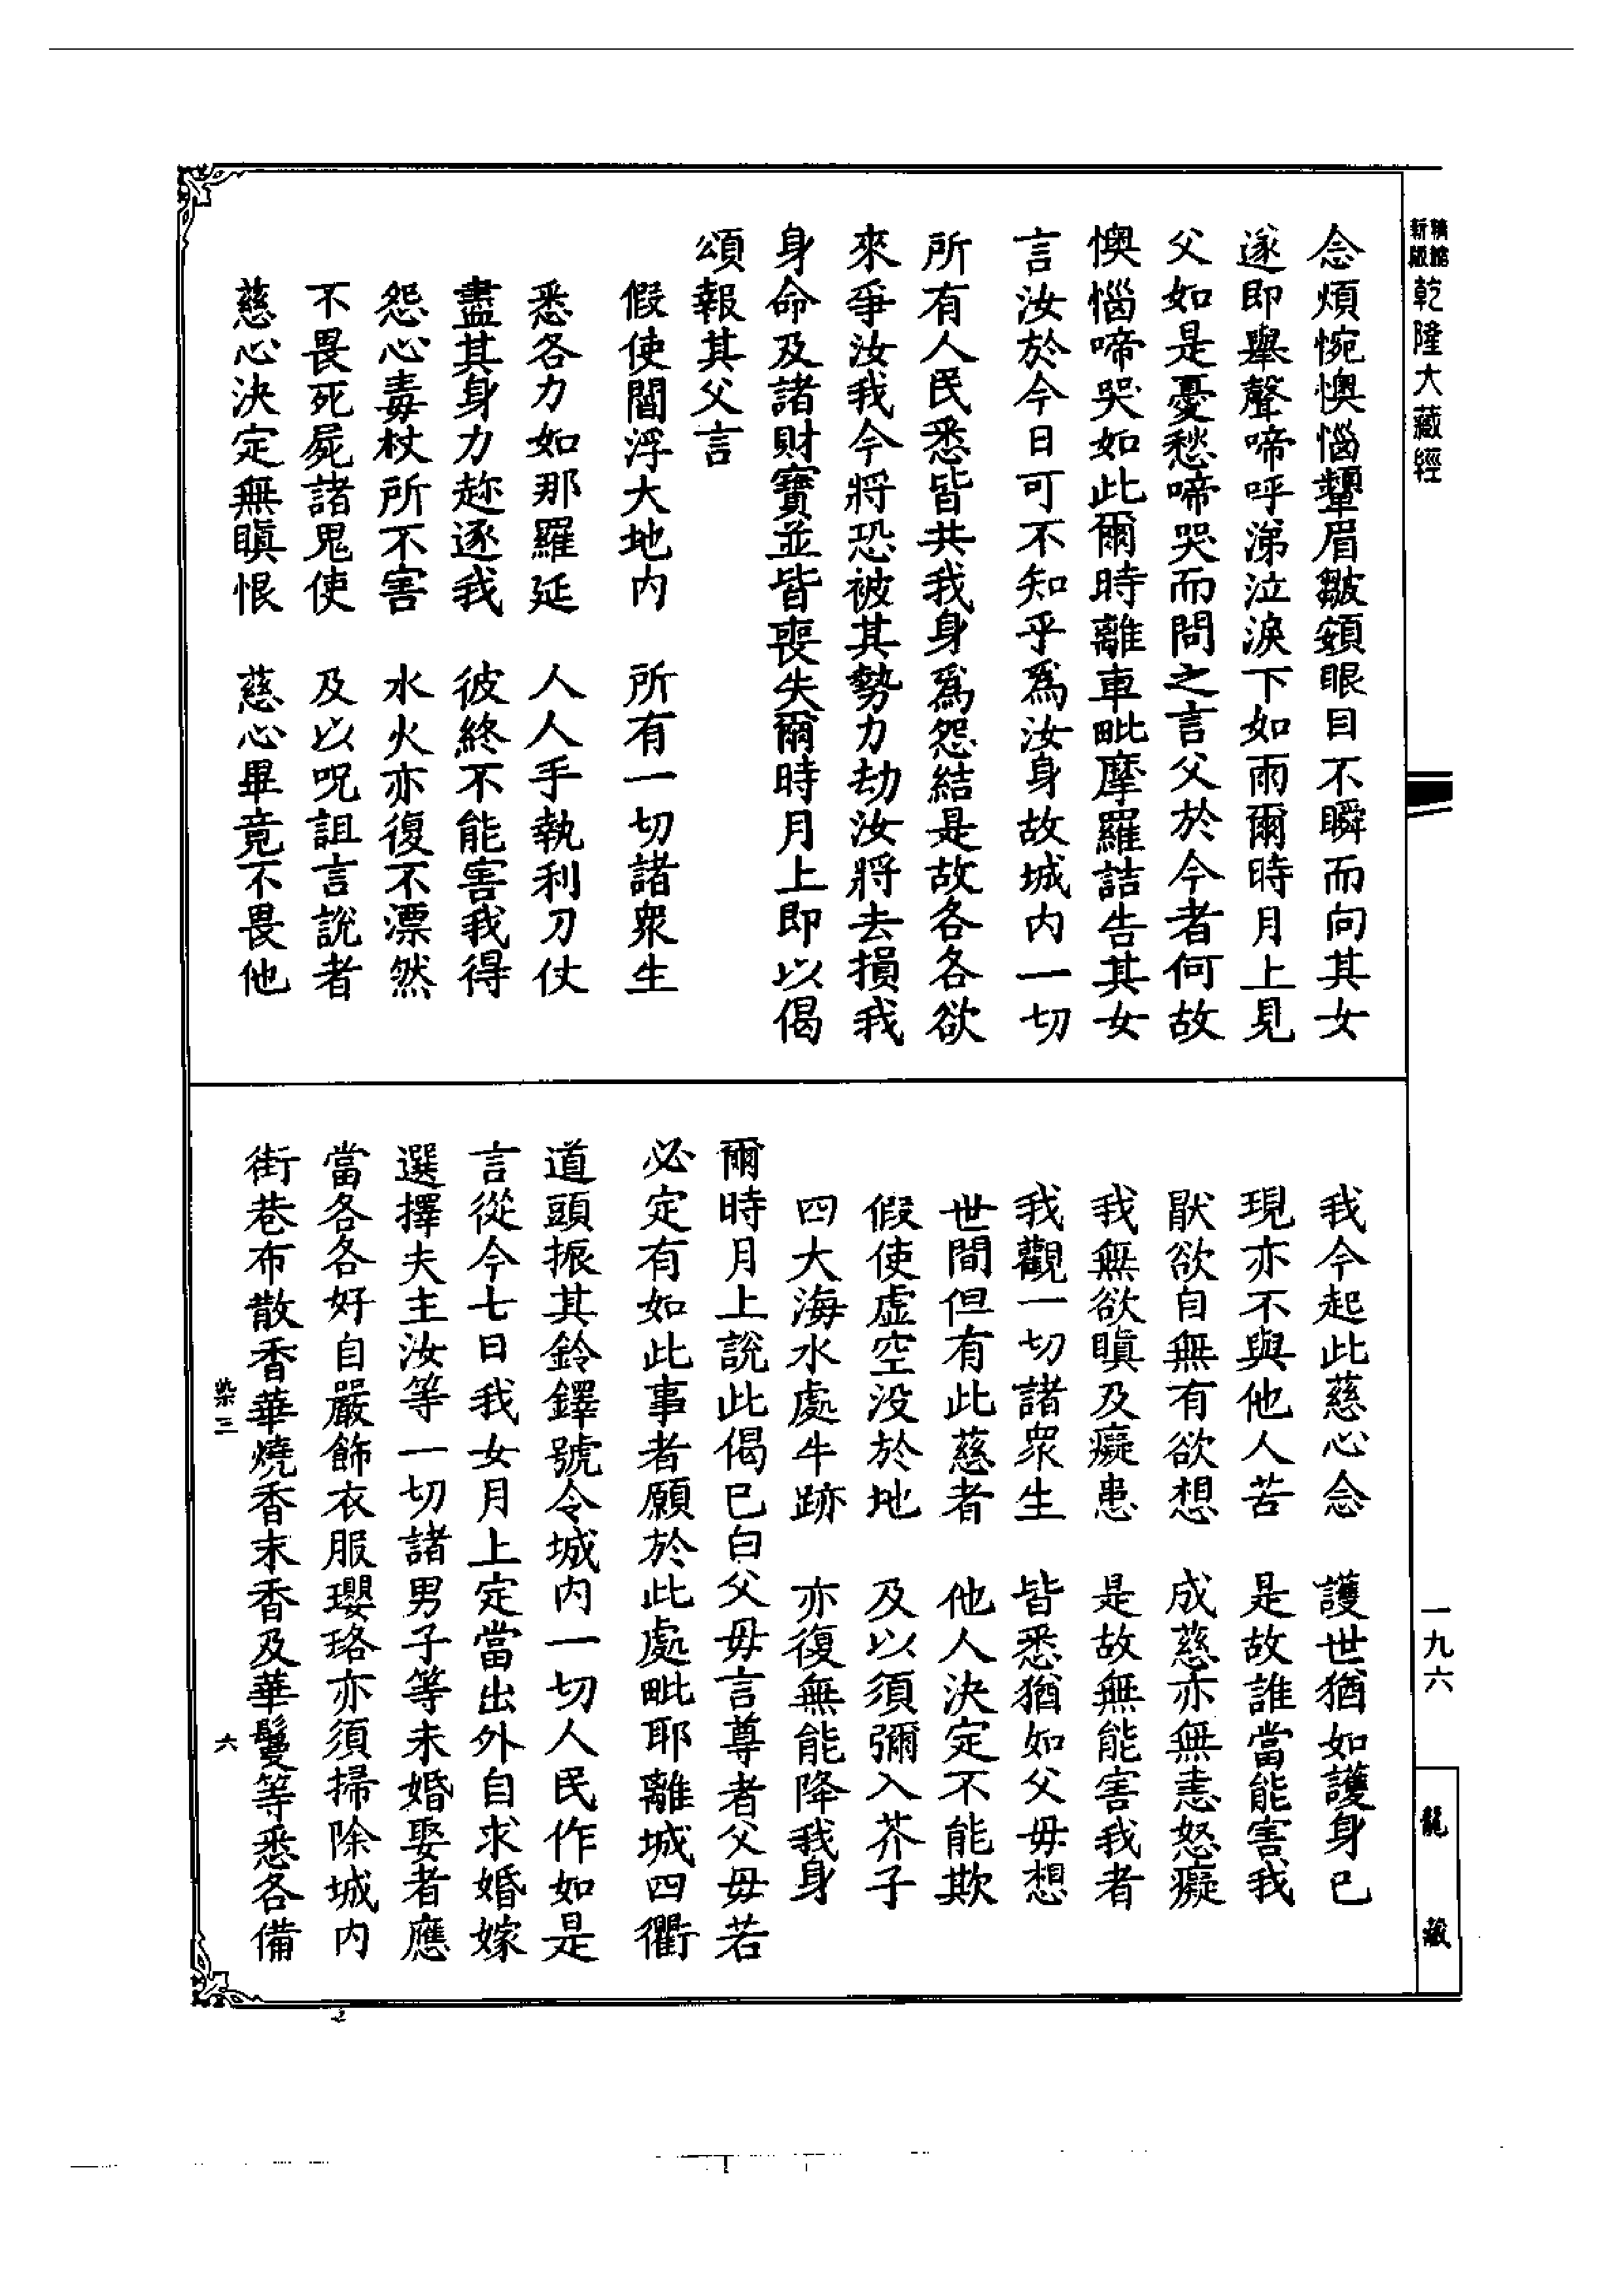 新版
精縮
乾隆大藏經
念煩惋懊惱顰眉皺頞眼目不瞬而向其女
遂即舉聲啼呼涕泣淚下如雨爾時月上見
父如是憂愁啼哭而問之言父於今者何故
懊惱啼哭如此爾時離車毗摩羅詰告其女
言汝於今日可不知乎為汝身故城內一切
所有人民悉皆共我身為怨結是故各各欲
來爭汝我今將恐被其勢力劫汝將去損我
身命及諸財寶並皆喪失爾時月上即以偈
頌報其父言
假使閻浮大地內　所有一切諸衆生
悉各力如那羅延　人人手執利刀仗
盡其身力趂逐我　彼終不能害我得
怨心毒杖所不害　水火亦復不漂然
不畏死屍諸鬼使　及以呪詛言說者
慈心決定無瞋恨　慈心畢竟不畏他
我今起此慈心念　護世猶如護身己
現亦不與他人苦　是故誰當能害我
厭欲自無有欲想　成慈亦無恚怒癡
我無欲瞋及癡患　是故無能害我者
我觀一切諸衆生　皆悉猶如父毋想
世間但有此慈者　他人決定不能欺
假使虛空没於地　及以須彌入芥子
四大海水處牛跡　亦復無能降我身
爾時月上說此偈已白父毋言尊者父毋若
必定有如此事者願於此處毗耶離城四衢
道頭振其鈴鐸號令城內一切人民作如是
言從今七日我女月上定當出外自求婚嫁
選擇夫主汝等一切諸男子等未婚娶者應
當各各好自嚴飾衣服瓔珞亦須掃除城內
街巷布散香華燒香末香及華鬘等悉各備
染三
六
一九六
龍藏